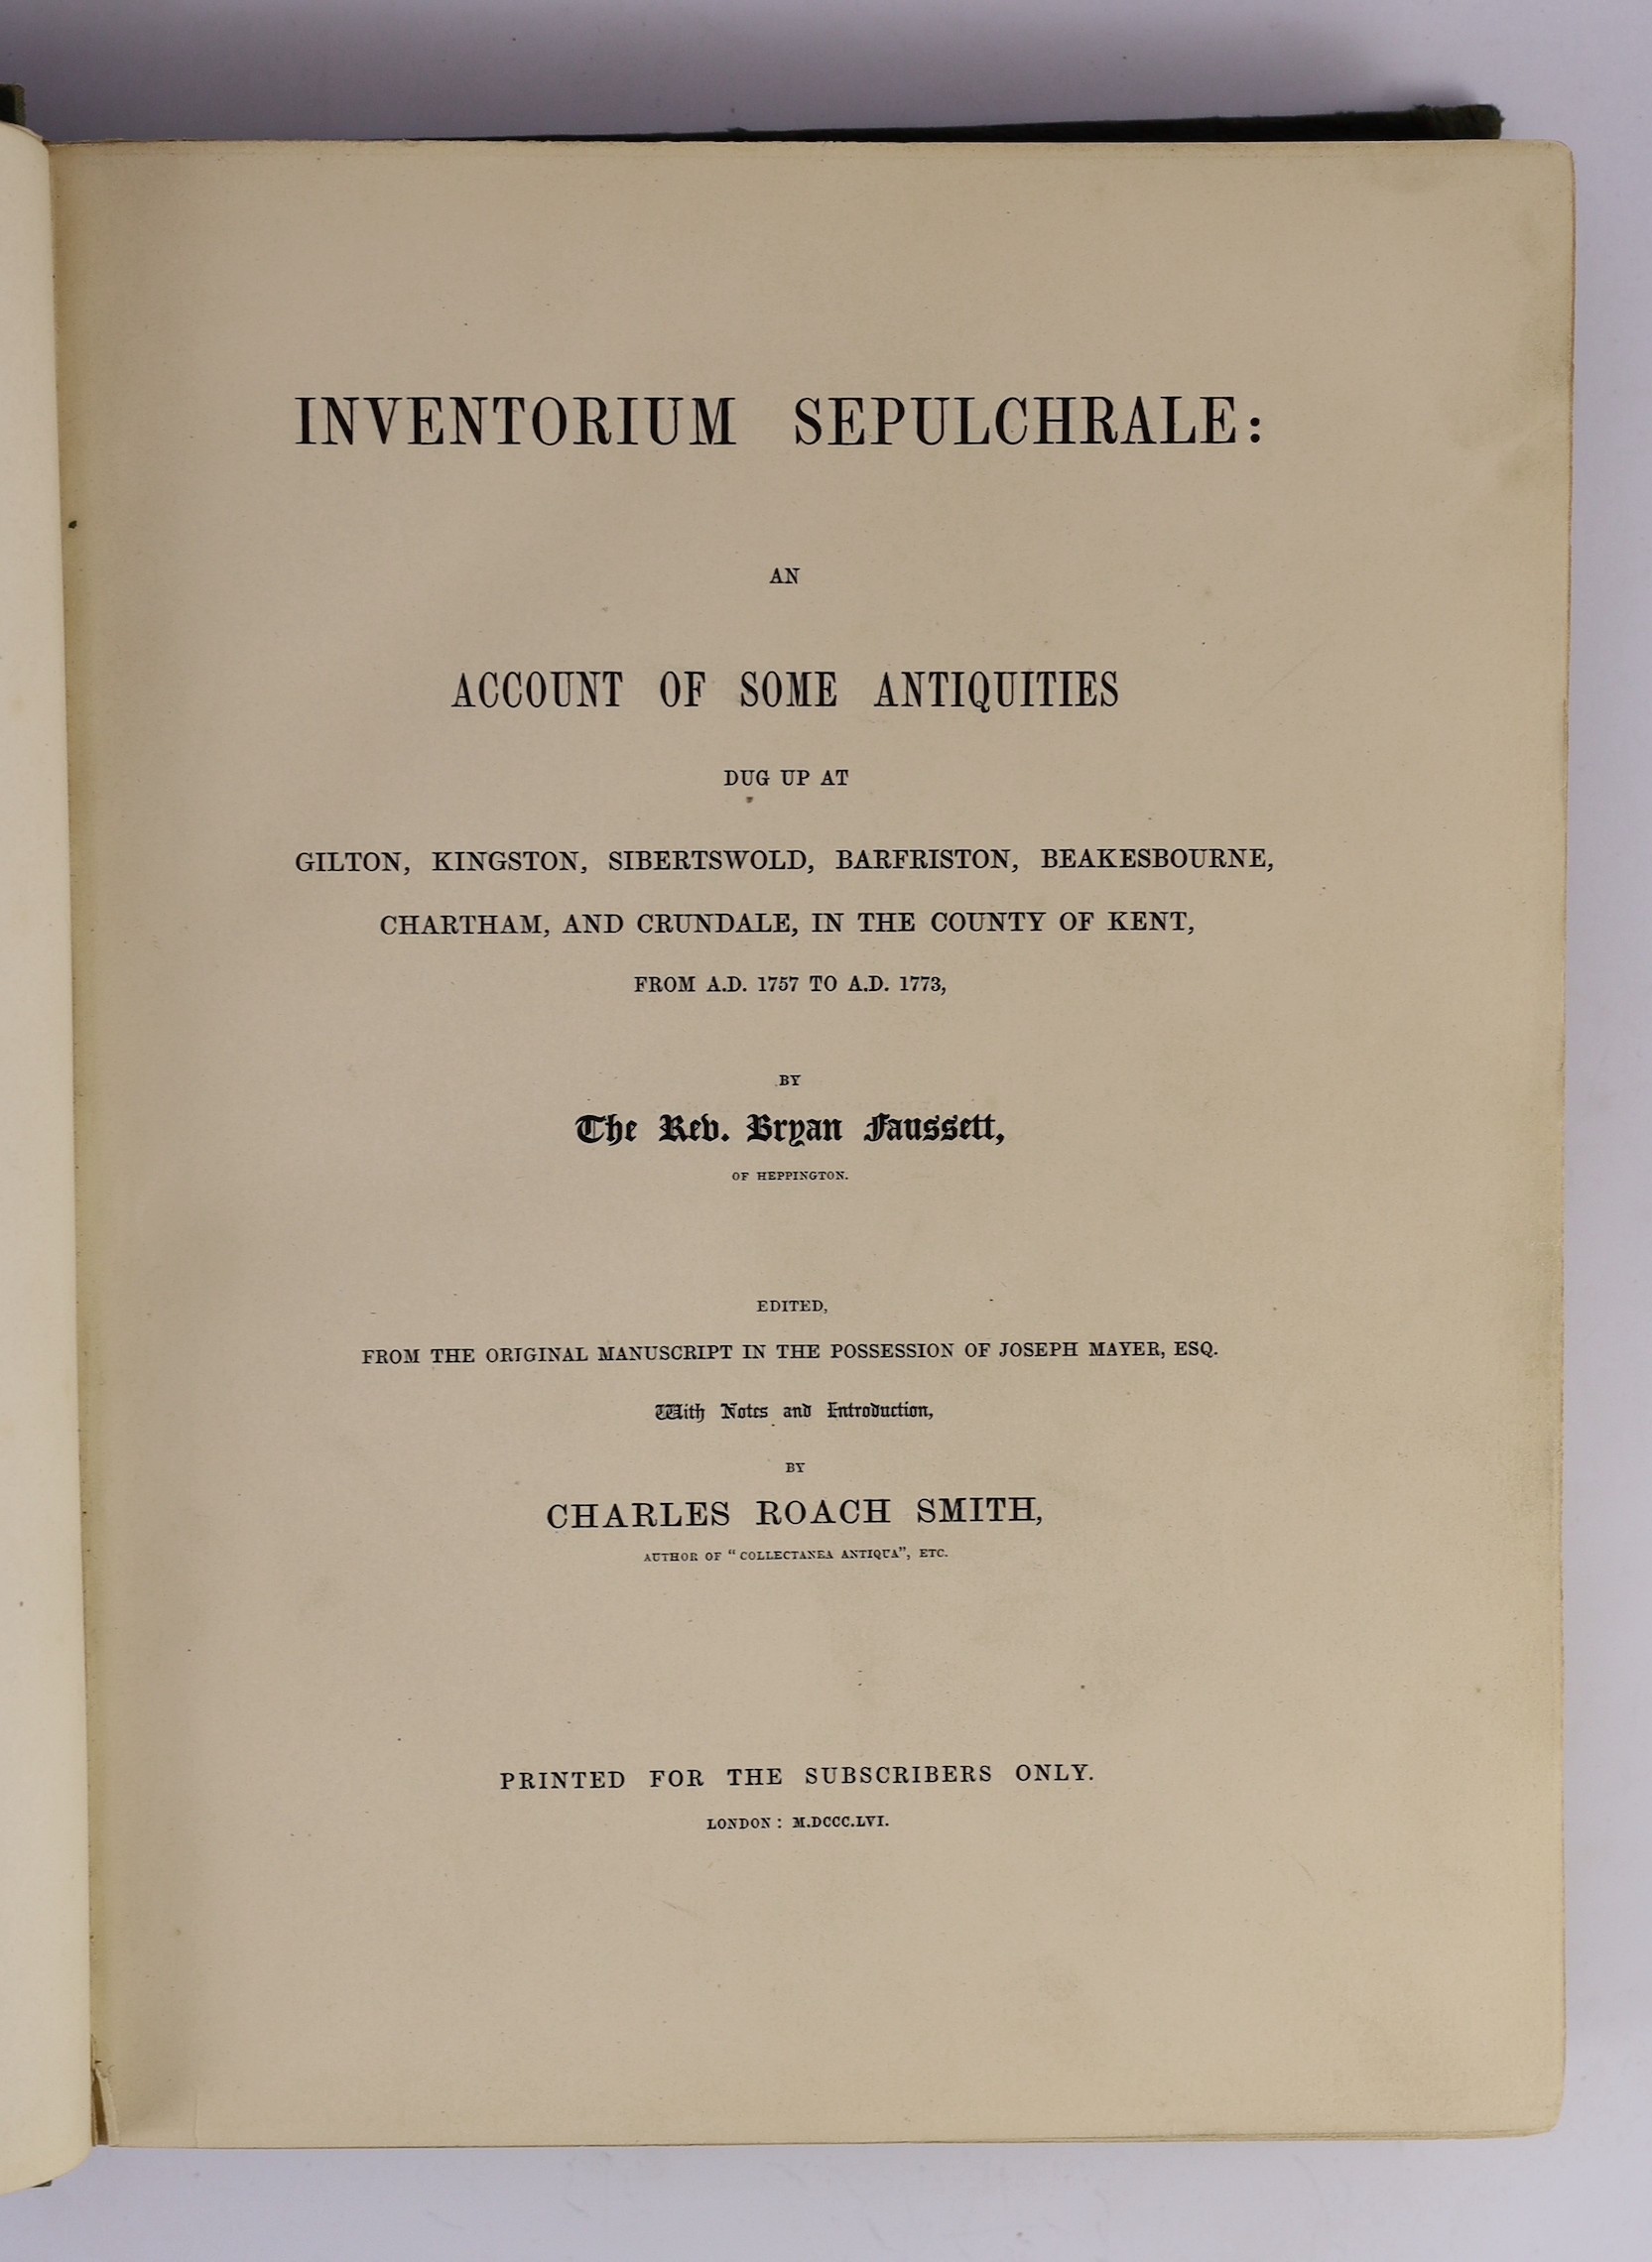 INVENTORIUM SEPULCHRALE:
AN
ACCOUNT OF SOME ANTIQUITIES
DUG UP AT
GILTON, KINGSTON, SIBERTSWOLD, BARFRISTON, BEAKESBOURNE,
CHARTHAM, AND CRUNDALE, IN THE COUNTY OF KENT,
FROM A.D. 1757 TO A.D. 1773,
BY
The Rev. Bryan Faussett,
OF HEPPINGTON.
EDITED,
FROM THE ORIGINAL MANUSCRIPT IN THE POSSESSION OF JOSEPH MAYER, ESQ.
With Notes and Introduction,
BY
CHARLES ROACH SMITH,
AUTHOR OF "COLLECTANEA ANTIQUA", ETC.
PRINTED FOR THE SUBSCRIBERS ONLY.
LONDON: M.DCCC.LVI.